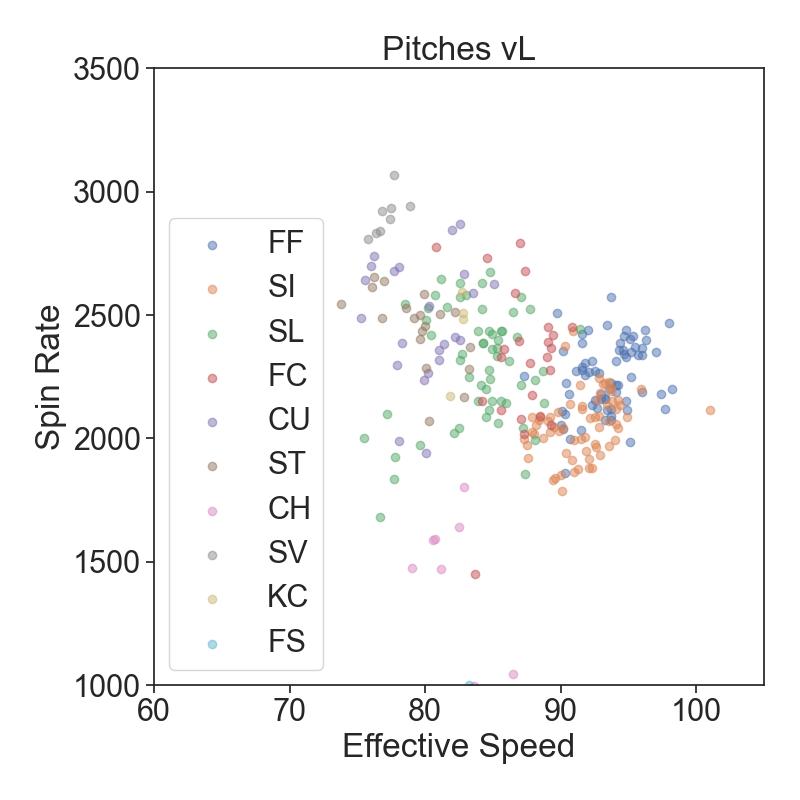 Pitches vL
3500
3000
2500
2000
1500
1000
Spin Rate
FF
SI
SL
FC
CU
ST
CH
SV
KC
FS
60 70 80 90 100
Effective Speed